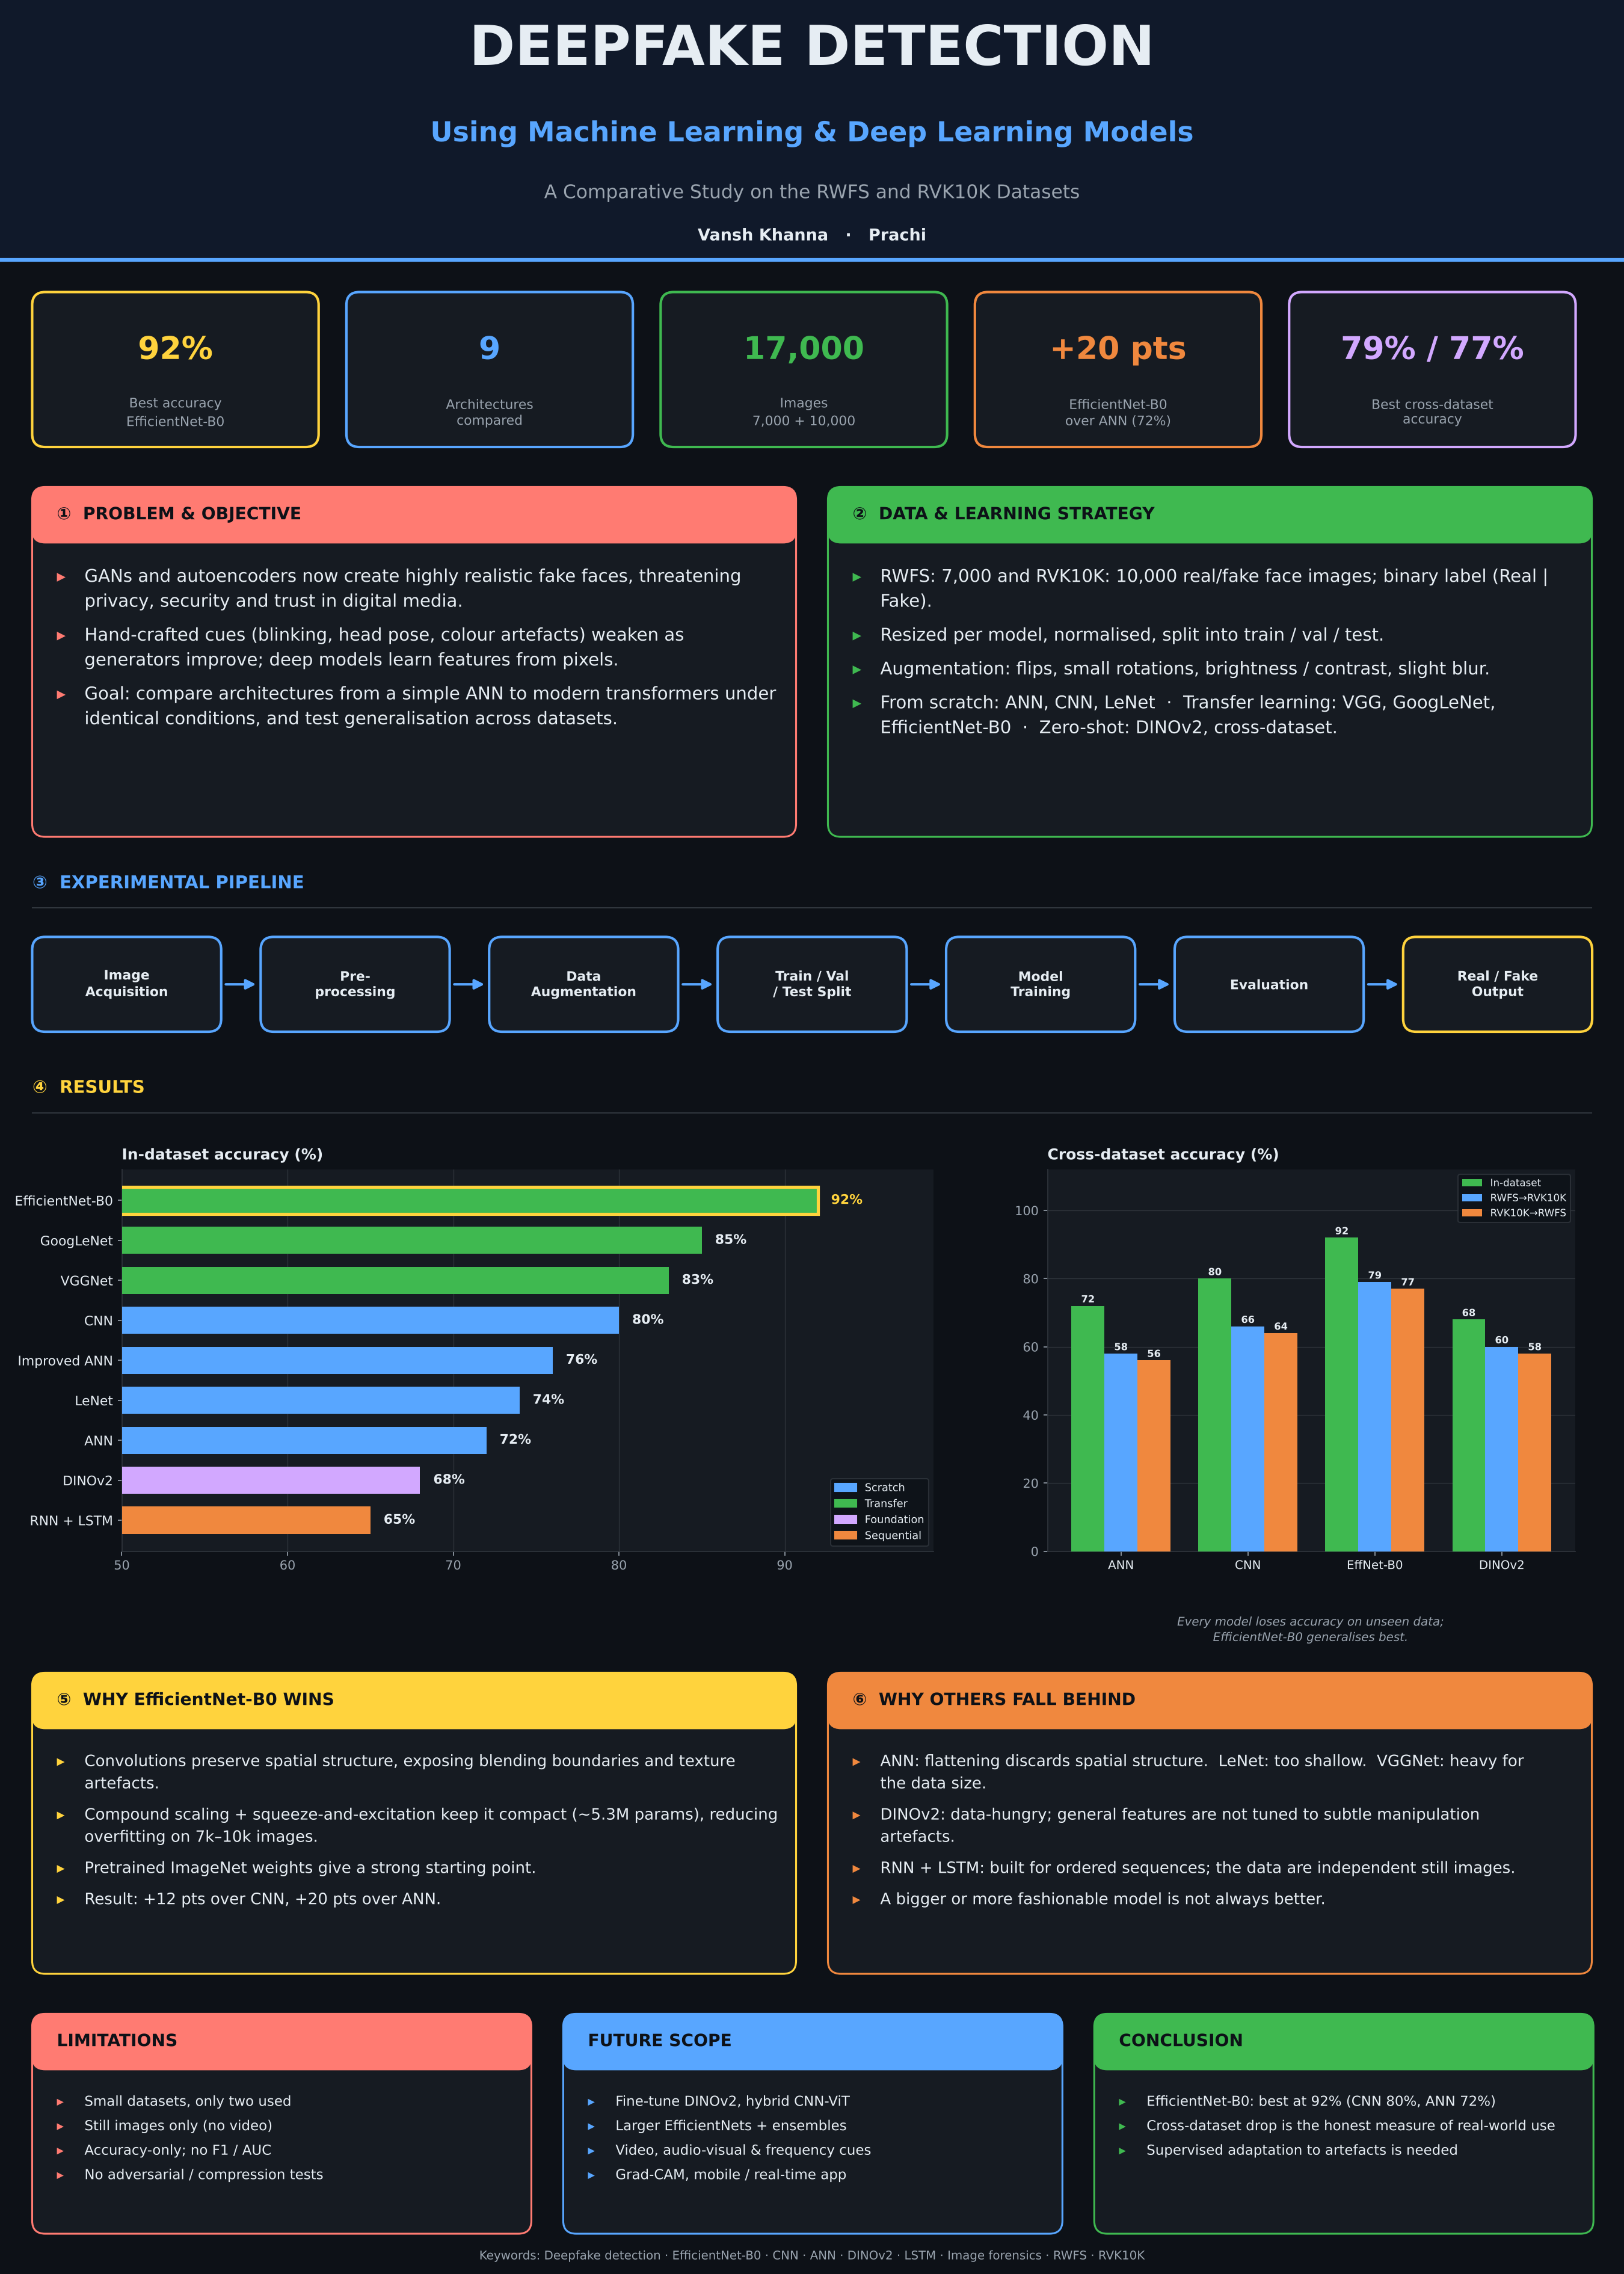 DEEPFAKE DETECTION
Using Machine Learning & Deep Learning Models
A Comparative Study on the RWFS and RVK10K Datasets
Vansh Khanna · Prachi
92%
Best accuracy
EfficientNet-B0
9
Architectures
compared
17,000
Images
7,000 + 10,000
+20 pts
EfficientNet-B0
over ANN (72%)
79% / 77%
Best cross-dataset
accuracy
① PROBLEM & OBJECTIVE
▸ GANs and autoencoders now create highly realistic fake faces, threatening
privacy, security and trust in digital media.
▸ Hand-crafted cues (blinking, head pose, colour artefacts) weaken as
generators improve; deep models learn features from pixels.
▸ Goal: compare architectures from a simple ANN to modern transformers under
identical conditions, and test generalisation across datasets.
② DATA & LEARNING STRATEGY
▸ RWFS: 7,000 and RVK10K: 10,000 real/fake face images; binary label (Real |
Fake).
▸ Resized per model, normalised, split into train / val / test.
▸ Augmentation: flips, small rotations, brightness / contrast, slight blur.
▸ From scratch: ANN, CNN, LeNet · Transfer learning: VGG, GoogLeNet,
EfficientNet-B0 · Zero-shot: DINOv2, cross-dataset.
③ EXPERIMENTAL PIPELINE
Image
Acquisition
Pre-
processing
Data
Augmentation
Train / Val
/ Test Split
Model
Training
Evaluation
Real / Fake
Output
④ RESULTS
In-dataset accuracy (%)
EfficientNet-B0 92%
GoogLeNet 85%
VGGNet 83%
CNN 80%
Improved ANN 76%
LeNet 74%
ANN 72%
DINOv2 68%
RNN + LSTM 65%
Scratch
Transfer
Foundation
Sequential
50 60 70 80 90
Cross-dataset accuracy (%)
In-dataset
RWFS→RVK10K
RVK10K→RWFS
100
80
60
40
20
0
72 58 56
80 66 64
92 79 77
68 60 58
ANN CNN EffNet-B0 DINOv2
Every model loses accuracy on unseen data;
EfficientNet-B0 generalises best.
⑤ WHY EfficientNet-B0 WINS
▸ Convolutions preserve spatial structure, exposing blending boundaries and texture
artefacts.
▸ Compound scaling + squeeze-and-excitation keep it compact (~5.3M params), reducing
overfitting on 7k–10k images.
▸ Pretrained ImageNet weights give a strong starting point.
▸ Result: +12 pts over CNN, +20 pts over ANN.
⑥ WHY OTHERS FALL BEHIND
▸ ANN: flattening discards spatial structure. LeNet: too shallow. VGGNet: heavy for
the data size.
▸ DINOv2: data-hungry; general features are not tuned to subtle manipulation
artefacts.
▸ RNN + LSTM: built for ordered sequences; the data are independent still images.
▸ A bigger or more fashionable model is not always better.
LIMITATIONS
▸ Small datasets, only two used
▸ Still images only (no video)
▸ Accuracy-only; no F1 / AUC
▸ No adversarial / compression tests
FUTURE SCOPE
▸ Fine-tune DINOv2, hybrid CNN-ViT
▸ Larger EfficientNets + ensembles
▸ Video, audio-visual & frequency cues
▸ Grad-CAM, mobile / real-time app
CONCLUSION
▸ EfficientNet-B0: best at 92% (CNN 80%, ANN 72%)
▸ Cross-dataset drop is the honest measure of real-world use
▸ Supervised adaptation to artefacts is needed
Keywords: Deepfake detection · EfficientNet-B0 · CNN · ANN · DINOv2 · LSTM · Image forensics · RWFS · RVK10K